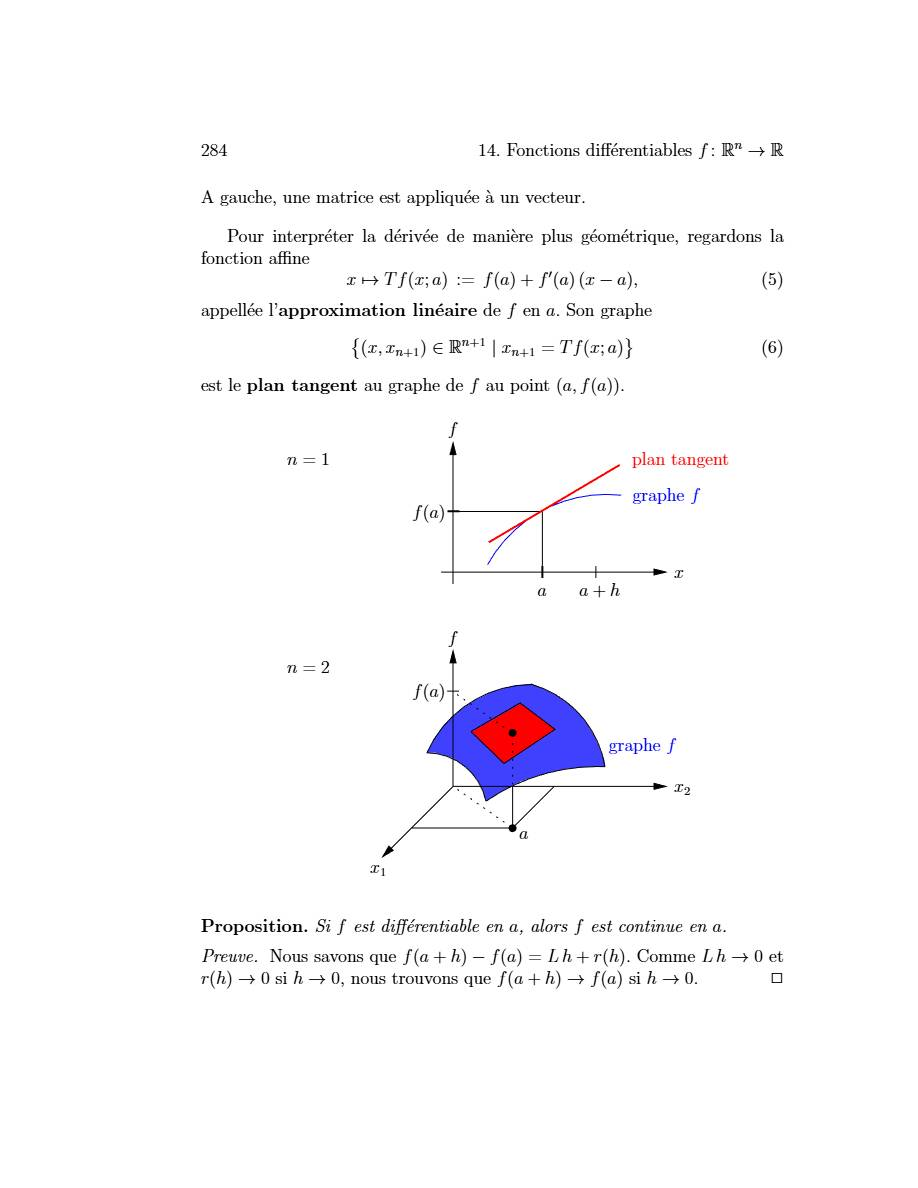 284 14. Fonctions différentiables f : ℝⁿ → ℝ
A gauche, une matrice est appliquée à un vecteur.
Pour interpréter la dérivée de manière plus géométrique, regardons la
fonction affine
x ↦ T f(x; a) := f(a) + f′(a) (x − a), (5)
appellée l'approximation linéaire de f en a. Son graphe
{(x, xₙ₊₁) ∈ ℝⁿ⁺¹ | xₙ₊₁ = T f(x; a)} (6)
est le plan tangent au graphe de f au point (a, f(a)).
f
n = 1
plan tangent
graphe f
f(a)
x
a a + h
f
n = 2
f(a)
graphe f
x₂
a
x₁
Proposition. Si f est différentiable en a, alors f est continue en a.
Preuve. Nous savons que f(a + h) − f(a) = L h + r(h). Comme L h → 0 et
r(h) → 0 si h → 0, nous trouvons que f(a + h) → f(a) si h → 0. □